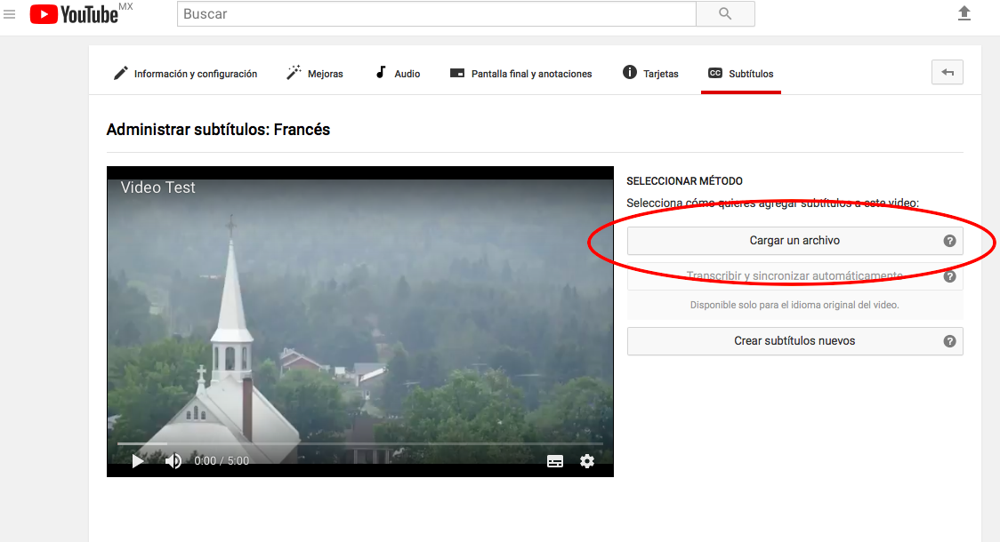 YouTube MX
Buscar
Información y configuración
Mejoras
Audio
Pantalla final y anotaciones
Tarjetas
CC Subtítulos
Administrar subtítulos: Francés
Video Test
SELECCIONAR MÉTODO
Selecciona cómo quieres agregar subtítulos a este video:
Cargar un archivo ?
Transcribir y sincronizar automáticamente ?
Disponible solo para el idioma original del video.
Crear subtítulos nuevos ?
0:00 / 5:00